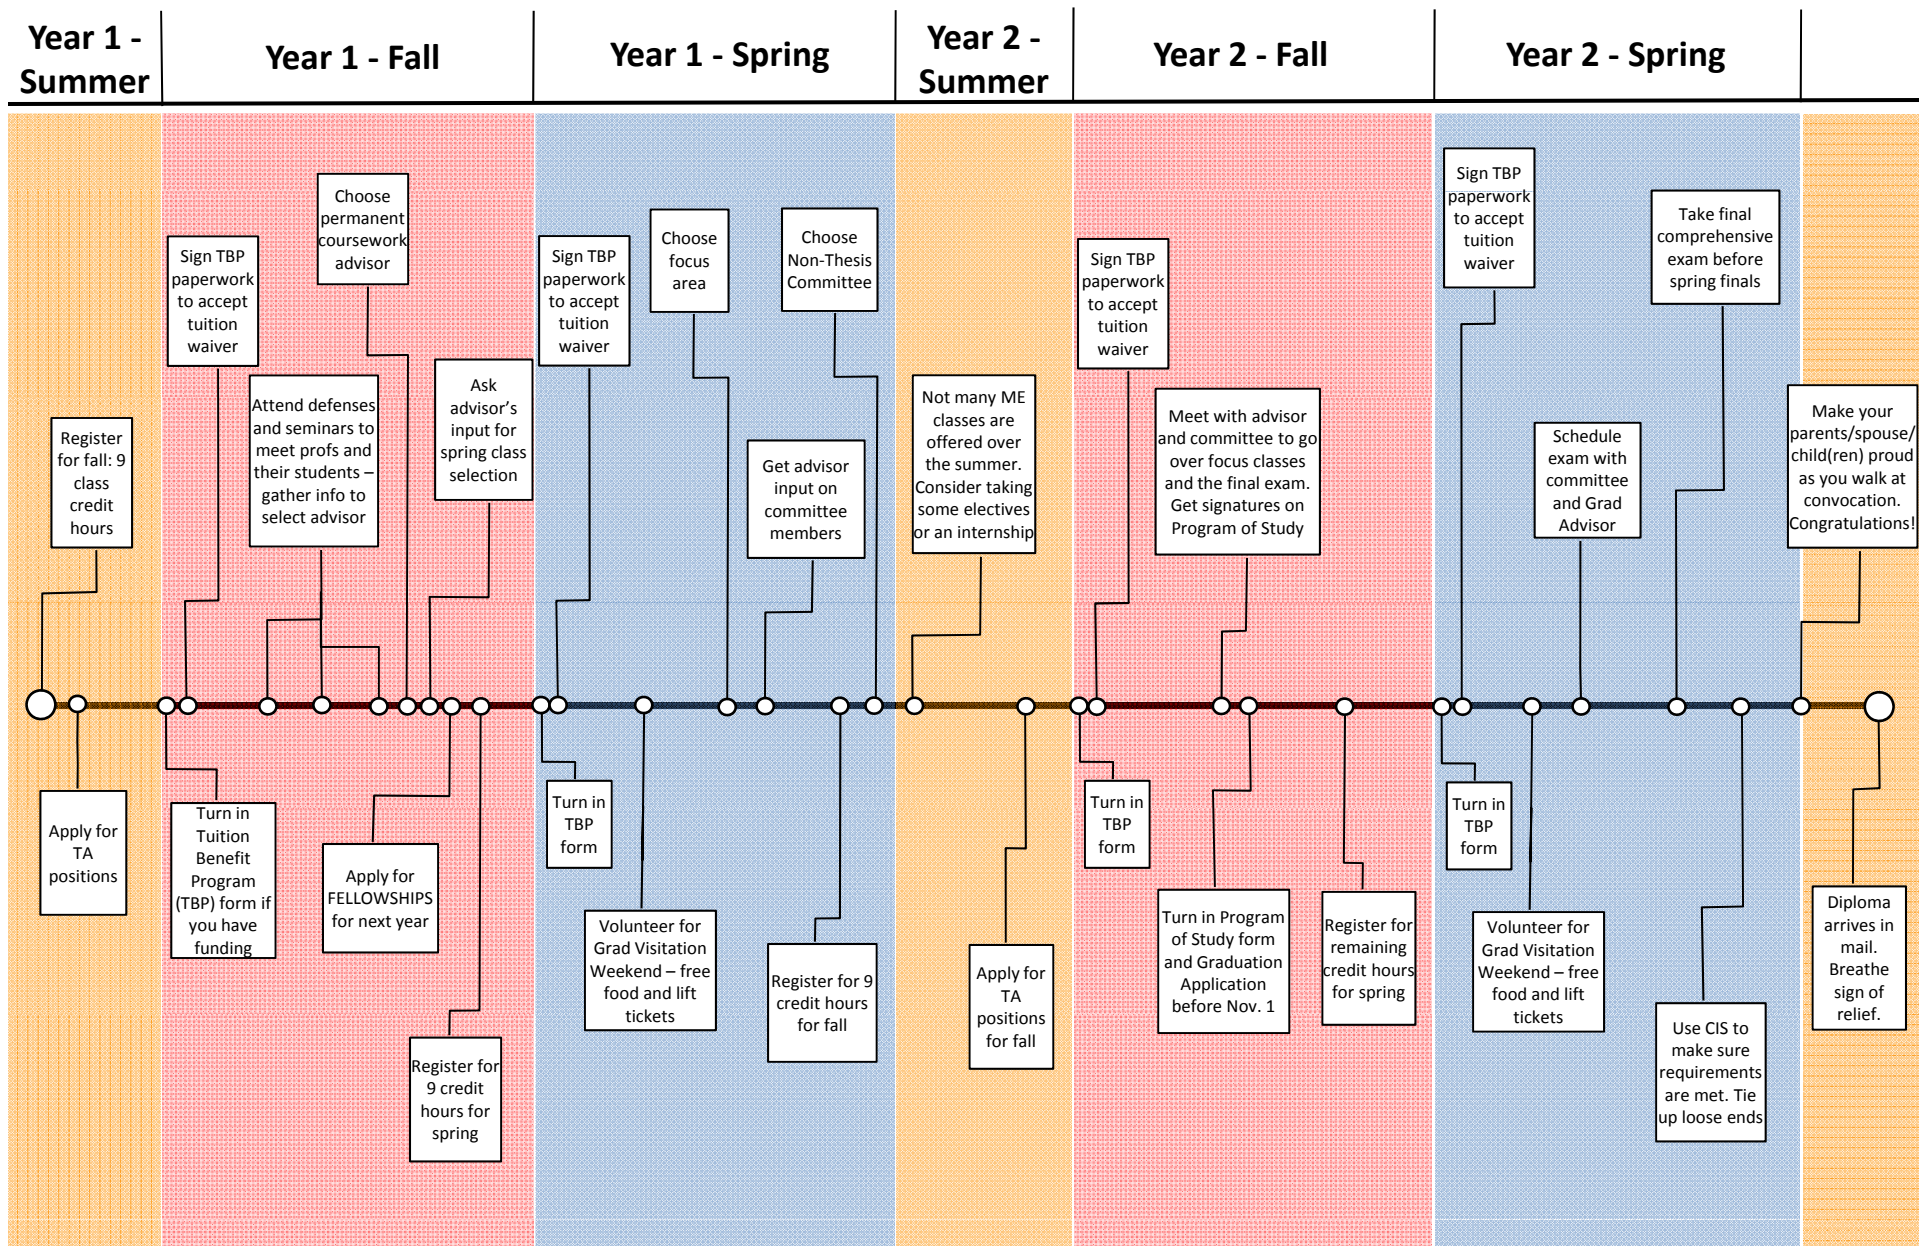 Year 1 -
Summer
Year 1 - Fall
Year 1 - Spring
Year 2 -
Summer
Year 2 - Fall
Year 2 - Spring
Register
for fall: 9
class
credit
hours
Apply for
TA
positions
Sign TBP
paperwork
to accept
tuition
waiver
Choose
permanent
coursework
advisor
Attend defenses
and seminars to
meet profs and
their students –
gather info to
select advisor
Ask
advisor's
input for
spring class
selection
Turn in
Tuition
Benefit
Program
(TBP) form if
you have
funding
Apply for
FELLOWSHIPS
for next year
Register for
9 credit
hours for
spring
Sign TBP
paperwork
to accept
tuition
waiver
Choose
focus
area
Choose
Non-Thesis
Committee
Get advisor
input on
committee
members
Turn in
TBP
form
Volunteer for
Grad Visitation
Weekend – free
food and lift
tickets
Register for 9
credit hours
for fall
Not many ME
classes are
offered over
the summer.
Consider taking
some electives
or an internship
Apply for
TA
positions
for fall
Sign TBP
paperwork
to accept
tuition
waiver
Meet with advisor
and committee to go
over focus classes
and the final exam.
Get signatures on
Program of Study
Turn in
TBP
form
Turn in Program
of Study form
and Graduation
Application
before Nov. 1
Register for
remaining
credit hours
for spring
Sign TBP
paperwork
to accept
tuition
waiver
Take final
comprehensive
exam before
spring finals
Schedule
exam with
committee
and Grad
Advisor
Turn in
TBP
form
Volunteer for
Grad Visitation
Weekend – free
food and lift
tickets
Use CIS to
make sure
requirements
are met. Tie
up loose ends
Make your
parents/spouse/
child(ren) proud
as you walk at
convocation.
Congratulations!
Diploma
arrives in
mail.
Breathe
sign of
relief.